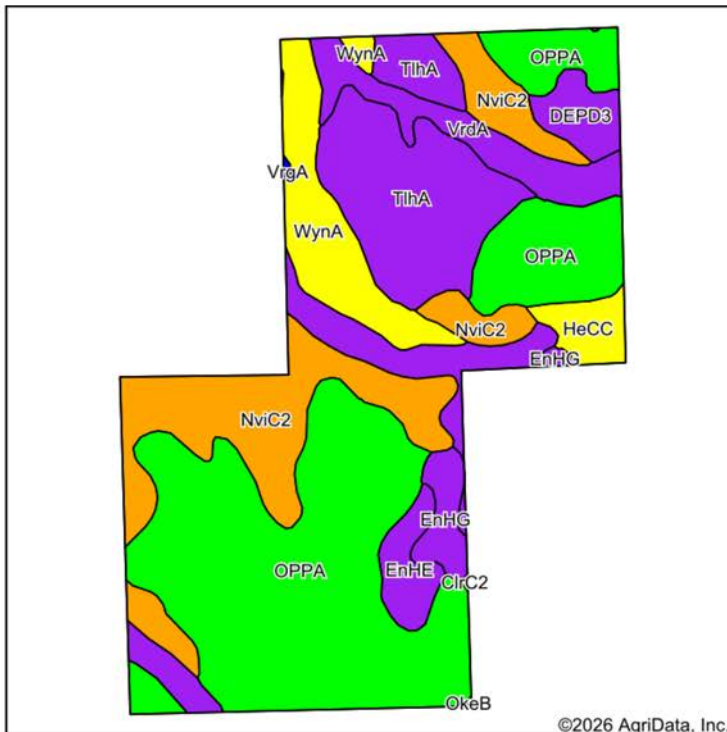 WynA
TlhA
OPPA
NviC2
DEPD3
VrdA
VrgA
TlhA
WynA
OPPA
NviC2
HeCC
EnHG
NviC2
EnHG
OPPA
EnHE
ClrC2
OkeB
©2026 AgriData, Inc.